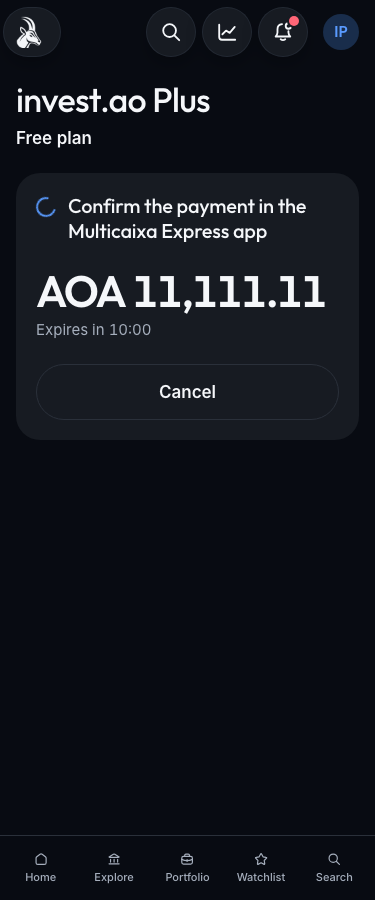 IP
invest.ao Plus
Free plan
Confirm the payment in the
Multicaixa Express app
AOA 11,111.11
Expires in 10:00
Cancel
Home
Explore
Portfolio
Watchlist
Search